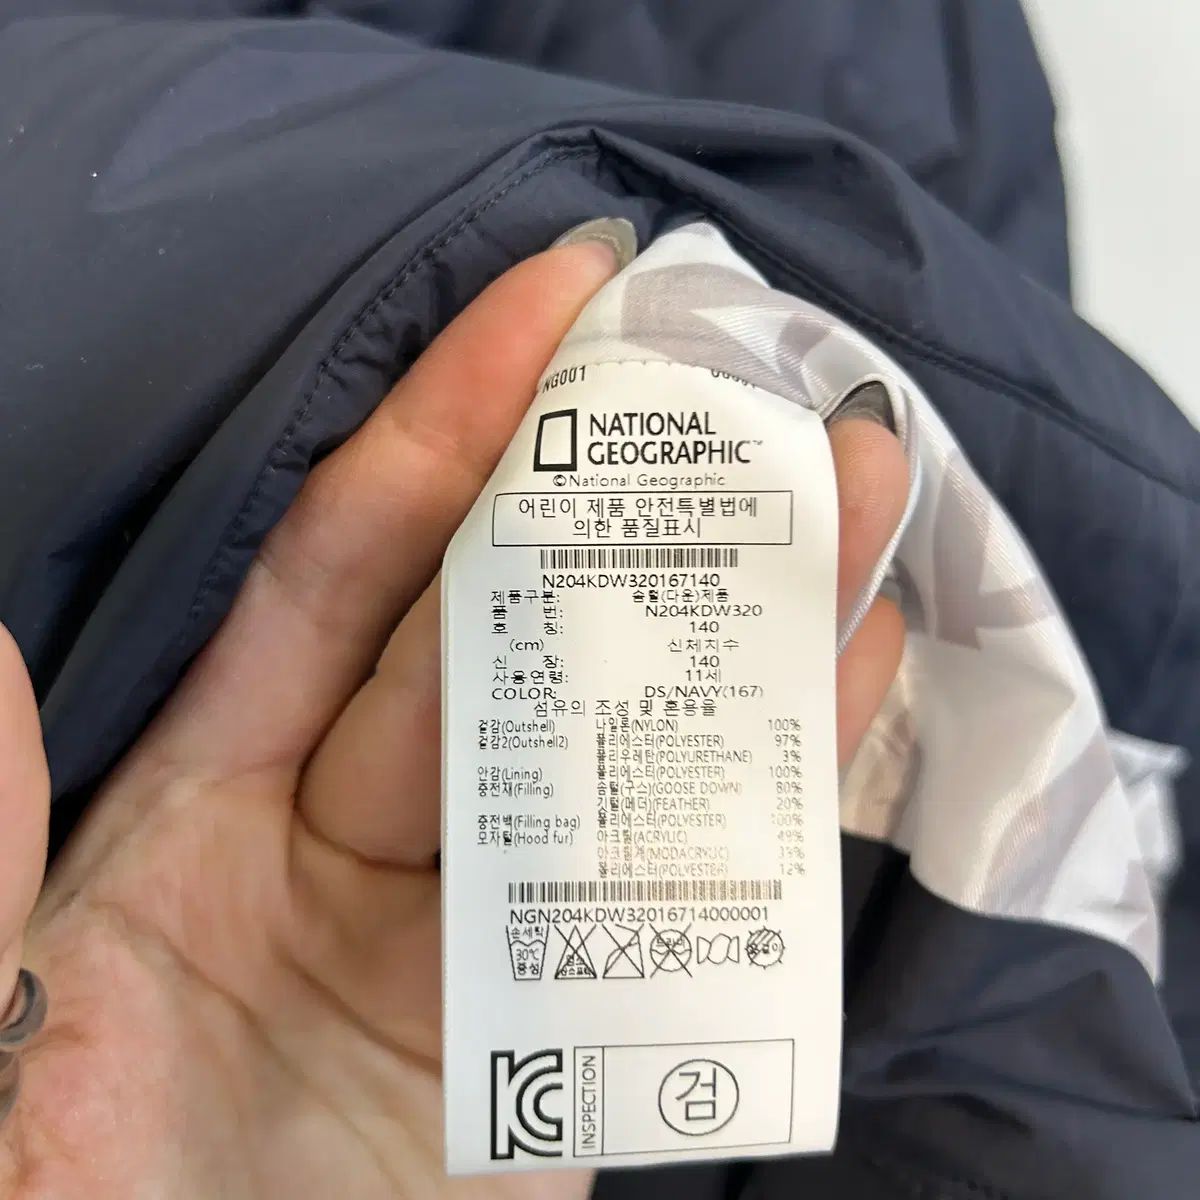 NG001
NATIONAL
GEOGRAPHIC™
©National Geographic
어린이 제품 안전특별법에
의한 품질표시
N204KDW320167140
제품구분: 솜털(다운)제품
품 번: N204KDW320
호 칭: 140
(cm) 신체치수
신 장: 140
사용연령: 11세
COLOR: DS/NAVY(167)
섬유의 조성 및 혼용율
겉감(Outshell) 나일론(NYLON) 100%
겉감2(Outshell2) 폴리에스터(POLYESTER) 97%
폴리우레탄(POLYURETHANE) 3%
안감(Lining) 폴리에스터(POLYESTER) 100%
충전재(Filling) 솜털(구스)(GOOSE DOWN) 80%
깃털(페더)(FEATHER) 20%
충전백(Filling bag) 폴리에스터(POLYESTER) 100%
모자털(Hood fur) 아크릴(ACRYLIC) 49%
아크릴계(MODACRYLIC) 39%
폴리에스터(POLYESTER) 12%
NGN204KDW32016714000001
손세탁
30℃
중성
드라이
KC
INSPECTION
검